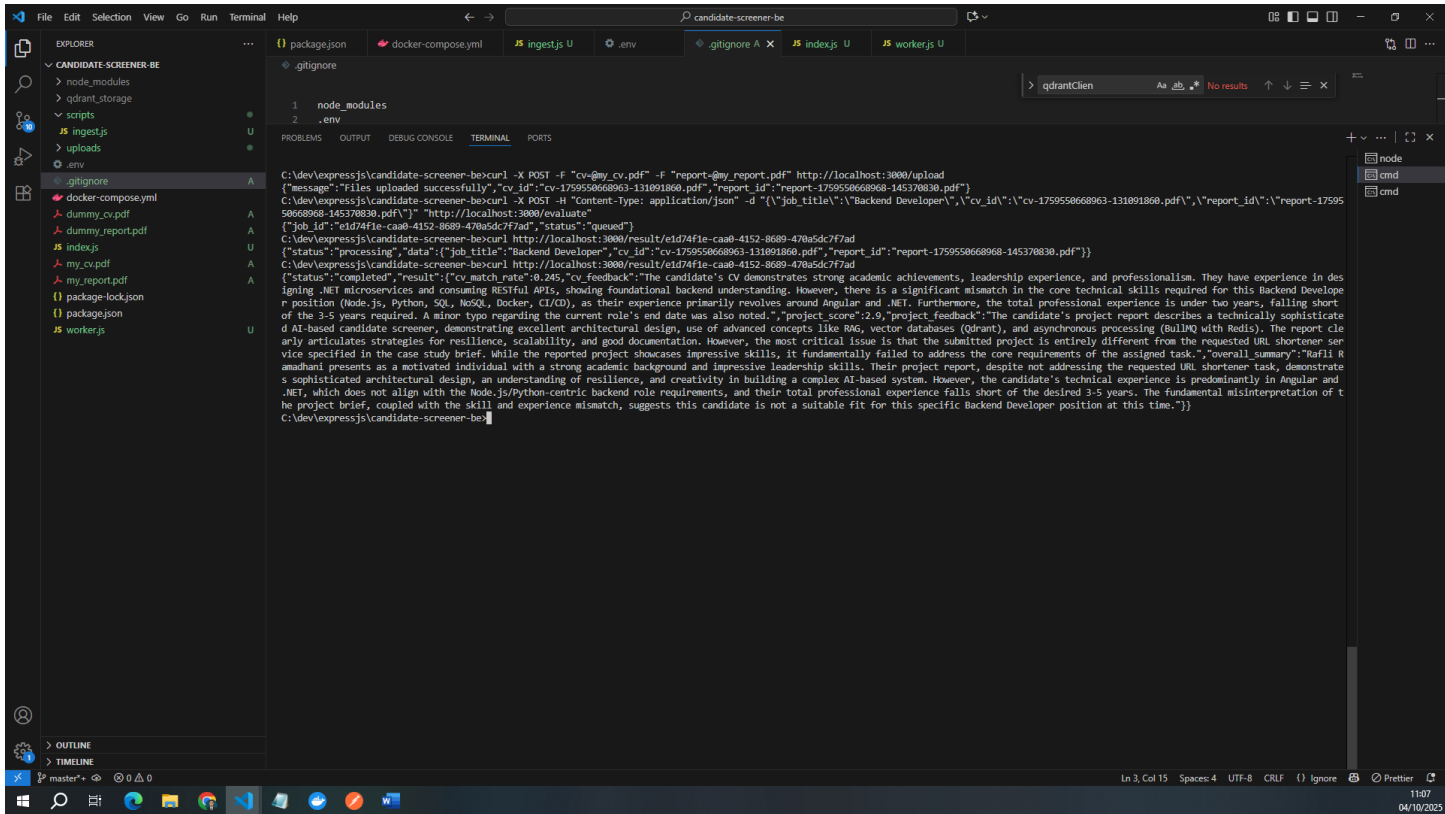 File Edit Selection View Go Run Terminal Help
candidate-screener-be
EXPLORER
CANDIDATE-SCREENER-BE
node_modules
qdrant_storage
scripts
JS ingest.js U
uploads
.env
.gitignore A
docker-compose.yml
dummy_cv.pdf A
dummy_report.pdf A
JS index.js U
my_cv.pdf A
my_report.pdf A
{} package-lock.json
{} package.json
JS worker.js U
OUTLINE
TIMELINE
{} package.json docker-compose.yml JS ingest.js U .env .gitignore A JS index.js U JS worker.js U
.gitignore
qdrantClien Aa ab, .* No results
1 node_modules
2 .env
PROBLEMS OUTPUT DEBUG CONSOLE TERMINAL PORTS
node
cmd
cmd
C:\dev\expressjs\candidate-screener-be>curl -X POST -F "cv=@my_cv.pdf" -F "report=@my_report.pdf" http://localhost:3000/upload
{"message":"Files uploaded successfully","cv_id":"cv-1759550668963-131091860.pdf","report_id":"report-1759550668968-145370830.pdf"}
C:\dev\expressjs\candidate-screener-be>curl -X POST -H "Content-Type: application/json" -d "{\"job_title\":\"Backend Developer\",\"cv_id\":\"cv-1759550668963-131091860.pdf\",\"report_id\":\"report-17595
50668968-145370830.pdf\"}" "http://localhost:3000/evaluate"
{"job_id":"e1d74f1e-caa0-4152-8689-470a5dc7f7ad","status":"queued"}
C:\dev\expressjs\candidate-screener-be>curl http://localhost:3000/result/e1d74f1e-caa0-4152-8689-470a5dc7f7ad
{"status":"processing","data":{"job_title":"Backend Developer","cv_id":"cv-1759550668963-131091860.pdf","report_id":"report-1759550668968-145370830.pdf"}}
C:\dev\expressjs\candidate-screener-be>curl http://localhost:3000/result/e1d74f1e-caa0-4152-8689-470a5dc7f7ad
{"status":"completed","result":{"cv_match_rate":0.245,"cv_feedback":"The candidate's CV demonstrates strong academic achievements, leadership experience, and professionalism. They have experience in des
igning .NET microservices and consuming RESTful APIs, showing foundational backend understanding. However, there is a significant mismatch in the core technical skills required for this Backend Develope
r position (Node.js, Python, SQL, NoSQL, Docker, CI/CD), as their experience primarily revolves around Angular and .NET. Furthermore, the total professional experience is under two years, falling short
of the 3-5 years required. A minor typo regarding the current role's end date was also noted.","project_score":2.9,"project_feedback":"The candidate's project report describes a technically sophisticate
d AI-based candidate screener, demonstrating excellent architectural design, use of advanced concepts like RAG, vector databases (Qdrant), and asynchronous processing (BullMQ with Redis). The report cle
arly articulates strategies for resilience, scalability, and good documentation. However, the most critical issue is that the submitted project is entirely different from the requested URL shortener ser
vice specified in the case study brief. While the reported project showcases impressive skills, it fundamentally failed to address the core requirements of the assigned task.","overall_summary":"Rafli R
amadhani presents as a motivated individual with a strong academic background and impressive leadership skills. Their project report, despite not addressing the requested URL shortener task, demonstrate
s sophisticated architectural design, an understanding of resilience, and creativity in building a complex AI-based system. However, the candidate's technical experience is predominantly in Angular and
.NET, which does not align with the Node.js/Python-centric backend role requirements, and their total professional experience falls short of the desired 3-5 years. The fundamental misinterpretation of t
he project brief, coupled with the skill and experience mismatch, suggests this candidate is not a suitable fit for this specific Backend Developer position at this time."}}
C:\dev\expressjs\candidate-screener-be>
10
1
master*+ 0 0
Ln 3, Col 15 Spaces: 4 UTF-8 CRLF {} Ignore Prettier
11:07
04/10/2025